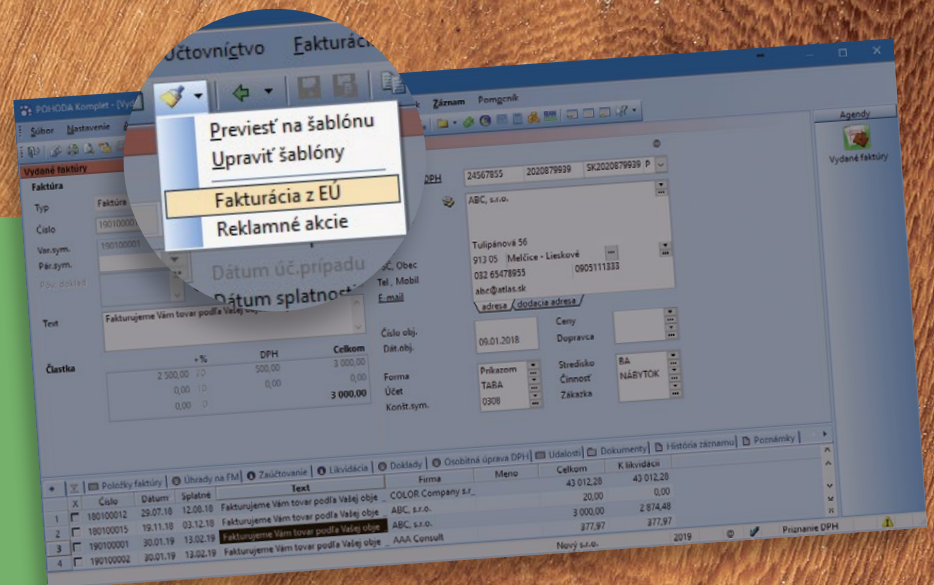 Účtovníctvo Fakturác
POHODA Komplet - [Vyd
Súbor Nastavenie
Záznam Pomocník
Agendy
Vydané faktúry
Previesť na šablónu
Upraviť šablóny
Fakturácia z EÚ
Reklamné akcie
Vydané faktúry
Faktúra
Typ Faktúra
Číslo 190100001
Var.sym. 190100001
Pár.sym.
Pôv. doklad
Dátum úč.prípadu
Dátum splatnosti
DPH 24567855 2020879939 SK2020879939 P
ABC, s.r.o.
Tulipánová 56
913 05 Melčice - Lieskové
032 65478955 0905111333
abc@atlas.sk
adresa dodacia adresa
Obec
Tel., Mobil
E-mail
Text Fakturujeme Vám tovar podľa Vašej
Čiastka +% DPH Celkom
2 500,00 500,00 3 000,00
0,00 0,00 0,00
0,00 0 3 000,00
Číslo obj.
Dát.obj. 09.01.2018
Forma Príkazom
Účet TABA
Konšt.sym. 0308
Ceny
Dopravca
Stredisko BA
Činnosť NÁBYTOK
Zákazka
Položky faktúry Úhrady na FM Zaúčtovanie Likvidácia Doklady Osobitná úprava DPH Udalosti Dokumenty História záznamu Poznámky
X Číslo Dátum Splatné Text Firma Meno Celkom K likvidácii
1 180100012 29.07.18 12.08.18 Fakturujeme Vám tovar podľa Vašej obje COLOR Company s.r 43 012,28 43 012,28
2 180100015 19.11.18 03.12.18 Fakturujeme Vám tovar podľa Vašej obje ABC, s.r.o. 20,00 0,00
3 190100001 30.01.19 13.02.19 Fakturujeme Vám tovar podľa Vašej obje ABC, s.r.o. 3 000,00 2 874,48
4 190100002 30.01.19 13.02.19 Fakturujeme Vám tovar podľa Vašej obje AAA Consult 377,97 377,97
Nový s.r.o. 2019 Priznanie DPH